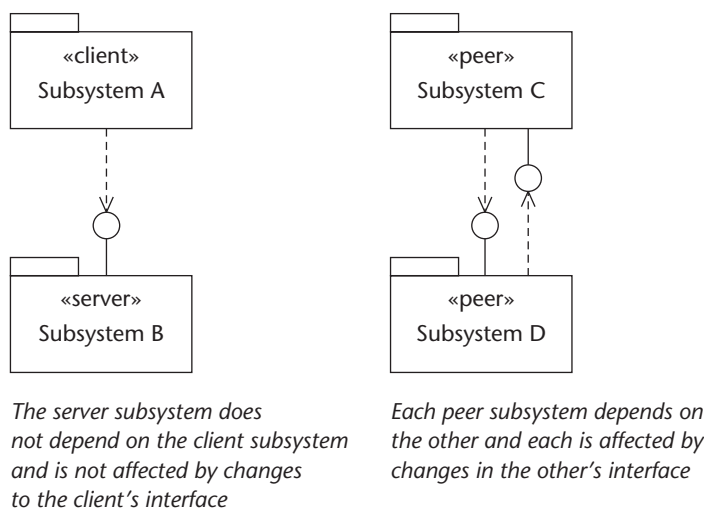 «client»
Subsystem A
«server»
Subsystem B
The server subsystem does
not depend on the client subsystem
and is not affected by changes
to the client’s interface
«peer»
Subsystem C
«peer»
Subsystem D
Each peer subsystem depends on
the other and each is affected by
changes in the other’s interface